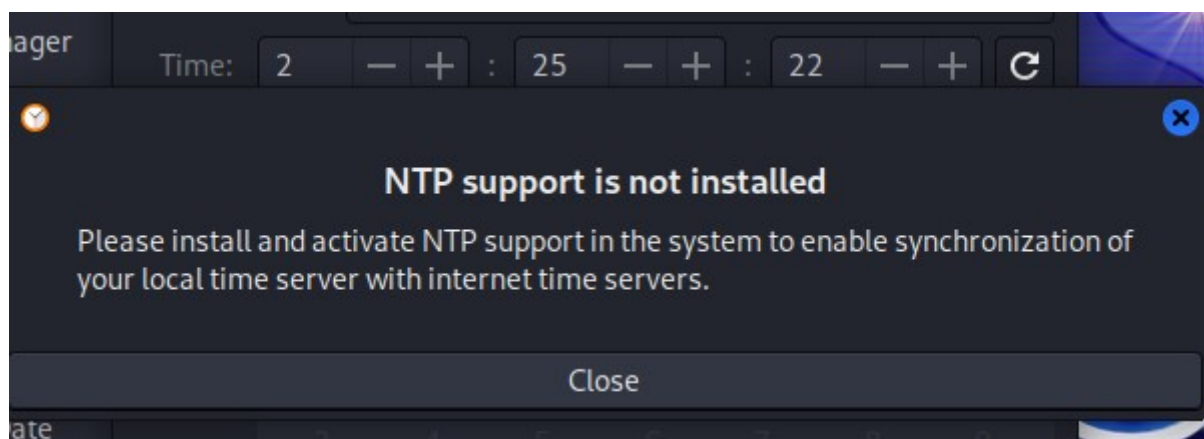 ager
Time: 2 — + : 25 — + : 22 — +
NTP support is not installed
Please install and activate NTP support in the system to enable synchronization of
your local time server with internet time servers.
Close
ate